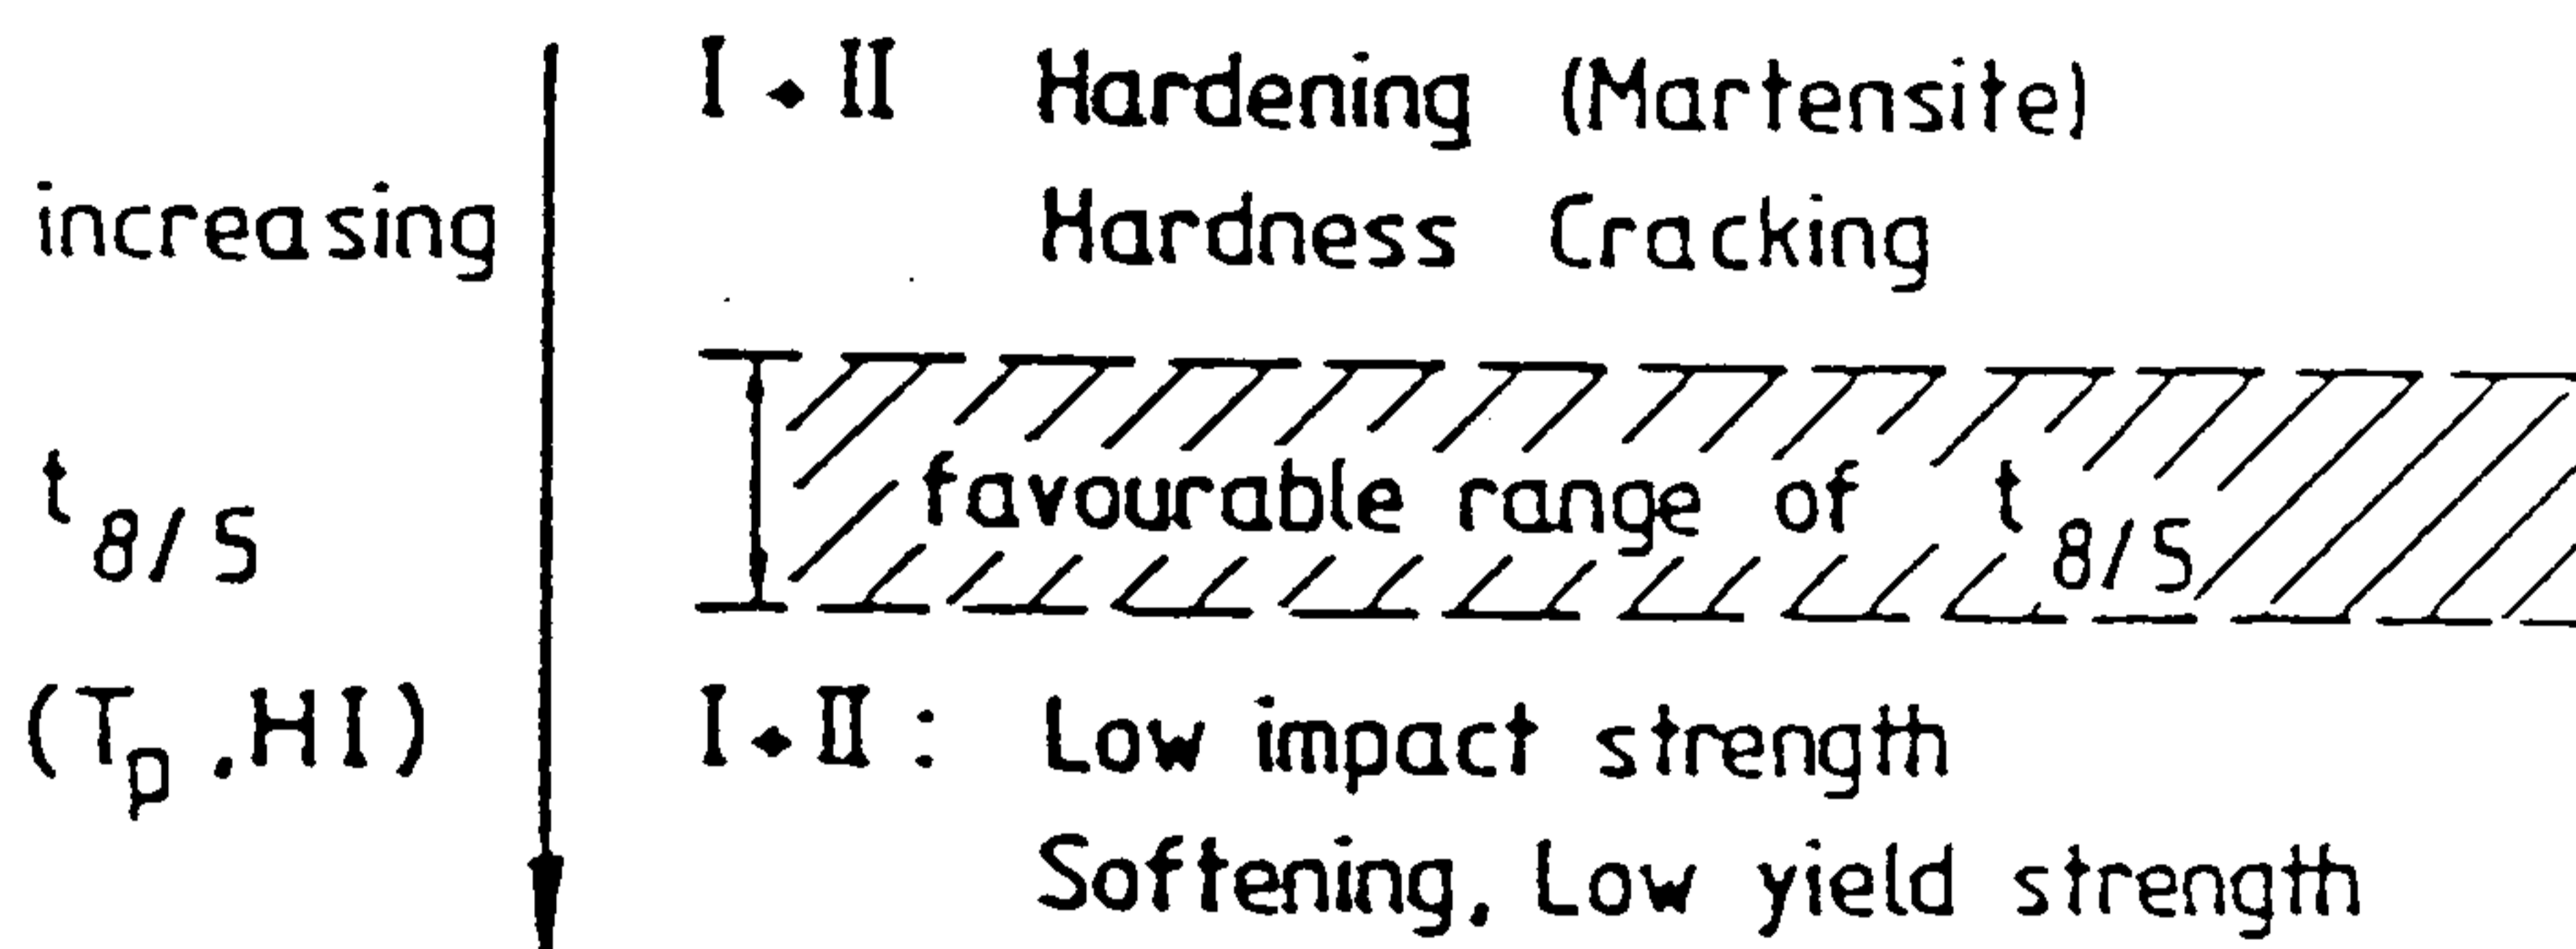 I + II Hardening (Martensite)
increasing Hardness Cracking
t8/5 favourable range of t8/5
(Tp, HI) I + II : Low impact strength
Softening, Low yield strength